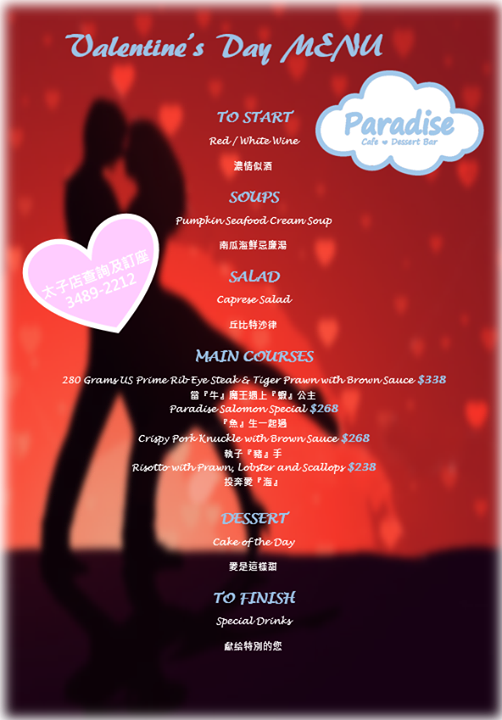 Valentine's Day MENU
Paradise
Cafe ❤ Dessert Bar
TO START
Red / White Wine
濃情似酒
SOUPS
Pumpkin Seafood Cream Soup
南瓜海鮮忌廉湯
太子店查詢及訂座
3489-2212
SALAD
Caprese Salad
丘比特沙律
MAIN COURSES
280 Grams US Prime Rib Eye Steak & Tiger Prawn with Brown Sauce $338
當『牛』魔王遇上『蝦』公主
Paradise Salomon Special $268
『魚』生一起過
Crispy Pork Knuckle with Brown Sauce $268
執子『豬』手
Risotto with Prawn, Lobster and Scallops $238
投奔愛『海』
DESSERT
Cake of the Day
愛是這樣甜
TO FINISH
Special Drinks
獻给特別的您